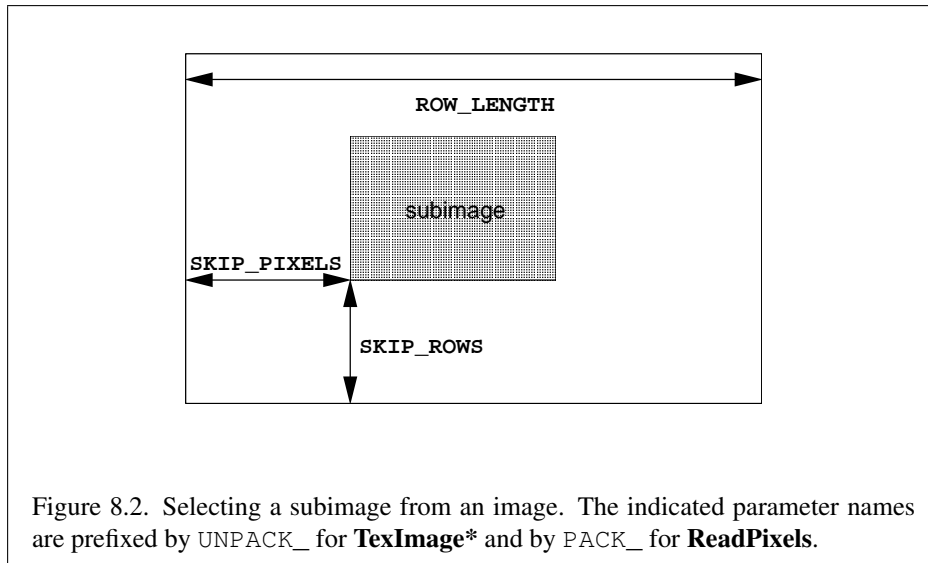 ROW_LENGTH
subimage
SKIP_PIXELS
SKIP_ROWS
Figure 8.2. Selecting a subimage from an image. The indicated parameter names
are prefixed by UNPACK_ for TexImage* and by PACK_ for ReadPixels.